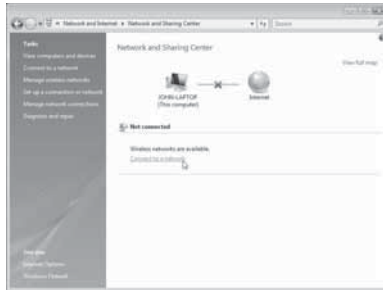 Network and Internet
Network and Sharing Center
Search
Tasks
View computers and devices
Connect to a network
Manage wireless networks
Set up a connection or network
Manage network connections
Diagnose and repair
Network and Sharing Center
View full map
JOHN-LAPTOP
(This computer)
Internet
Not connected
Wireless networks are available.
Connect to a network
See also
Internet Options
Windows Firewall